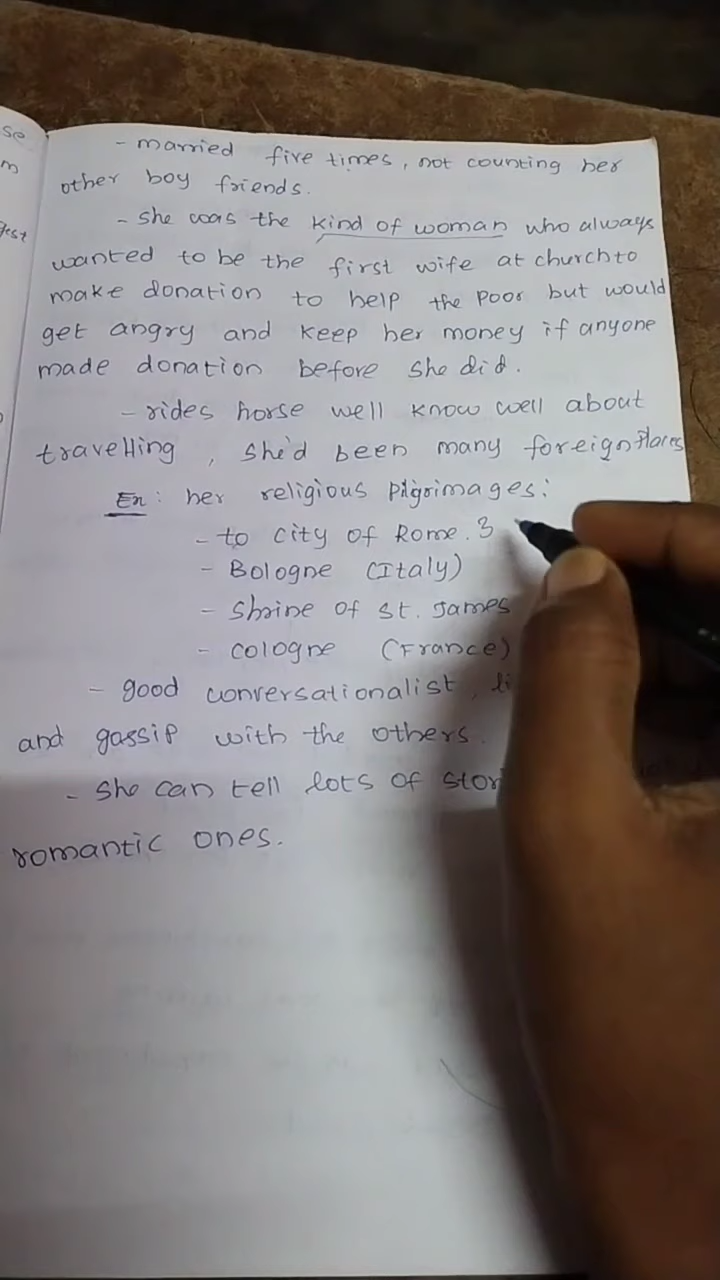 se
m
- married five times, not counting her
other boy friends.
- she was the kind of woman who always
wanted to be the first wife at church to
make donation to help the poor but would
get angry and keep her money if anyone
made donation before she did.
- rides horse well know well about
travelling, she'd been many foreign places
Ex: her religious pilgrimages:
- to city of Rome. 3
- Bologne (Italy)
- Shrine of St. James
- cologne (France)
- good conversationalist,
and gassip with the others.
- she can tell lots of
romantic ones.